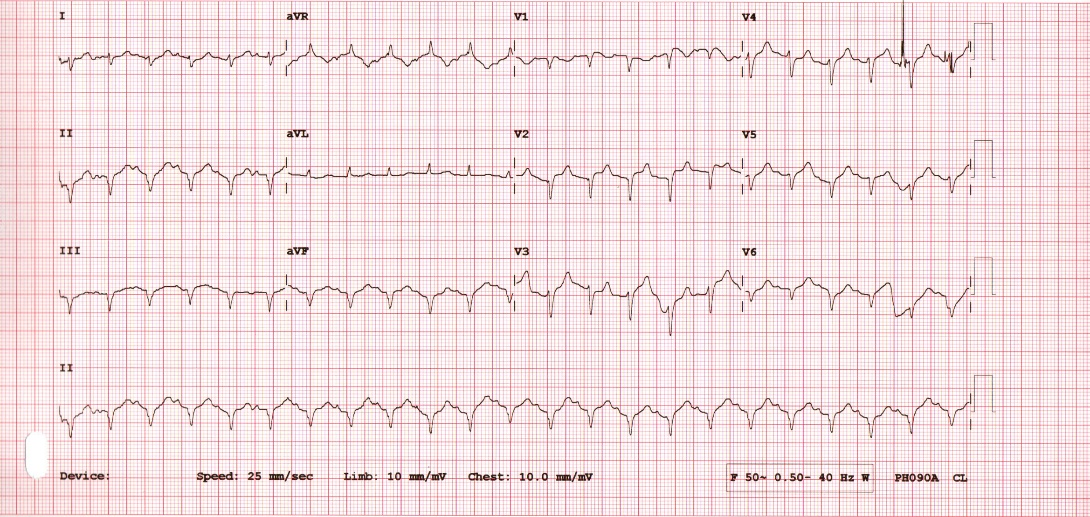 I aVR V1 V4
II aVL V2 V5
III aVF V3 V6
II
Device: Speed: 25 mm/sec Limb: 10 mm/mV Chest: 10.0 mm/mV F 50~ 0.50- 40 Hz W PH090A CL